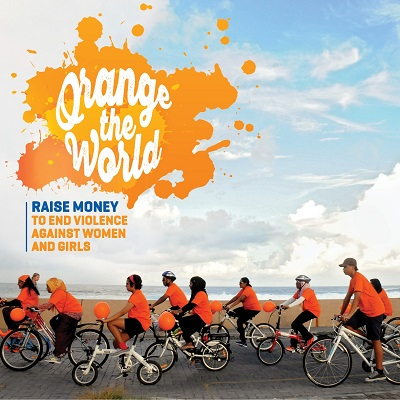 Orange
the
World
RAISE MONEY
TO END VIOLENCE
AGAINST WOMEN
AND GIRLS